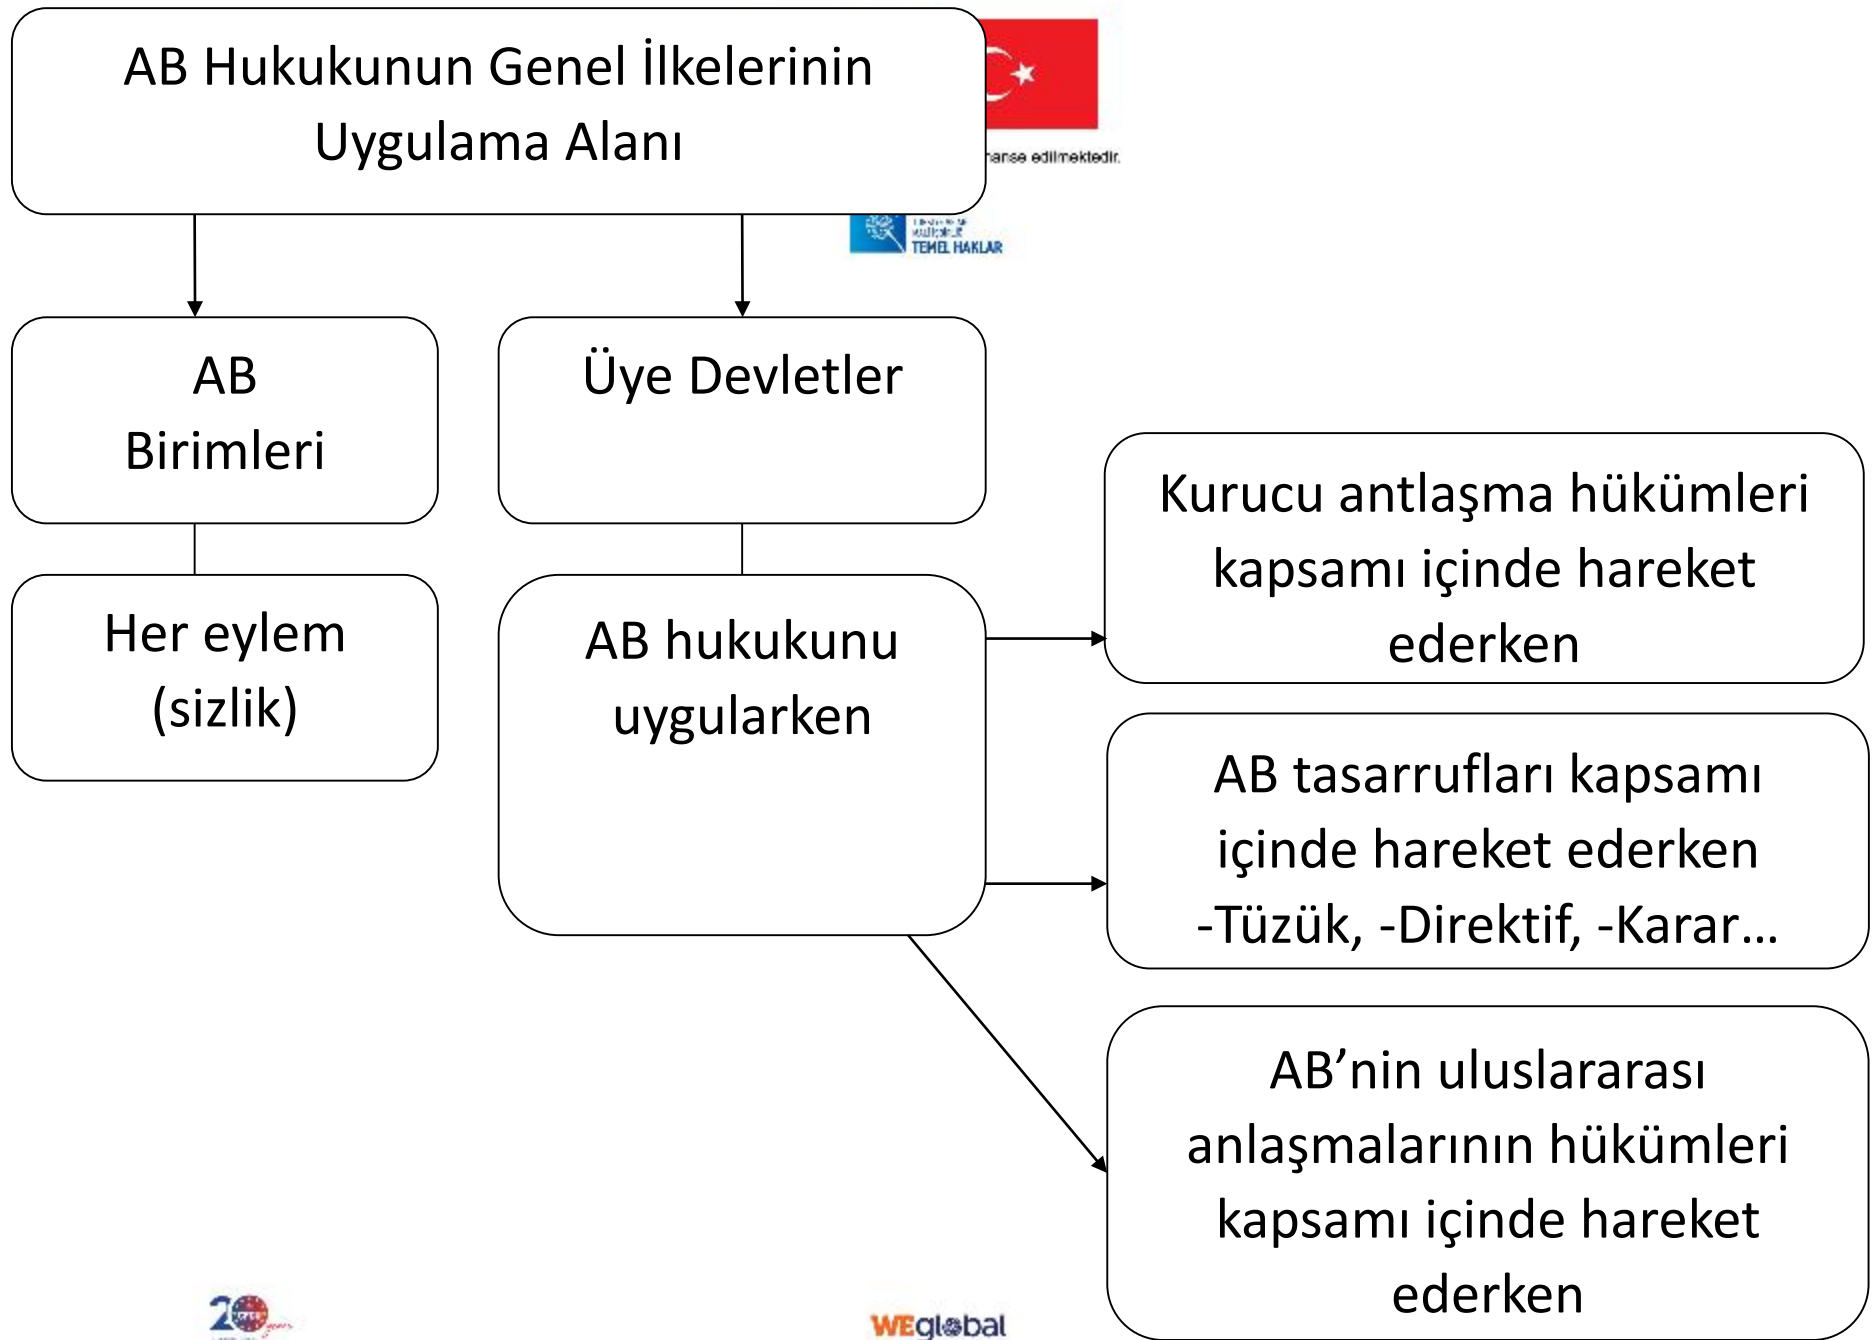 AB Hukukunun Genel İlkelerinin
Uygulama Alanı
edilmektedir.
TEMEL HAKLAR
AB
Birimleri
Üye Devletler
Her eylem
(sizlik)
AB hukukunu
uygularken
Kurucu antlaşma hükümleri
kapsamı içinde hareket
ederken
AB tasarrufları kapsamı
içinde hareket ederken
-Tüzük, -Direktif, -Karar…
AB’nin uluslararası
anlaşmalarının hükümleri
kapsamı içinde hareket
ederken
20
WEglobal